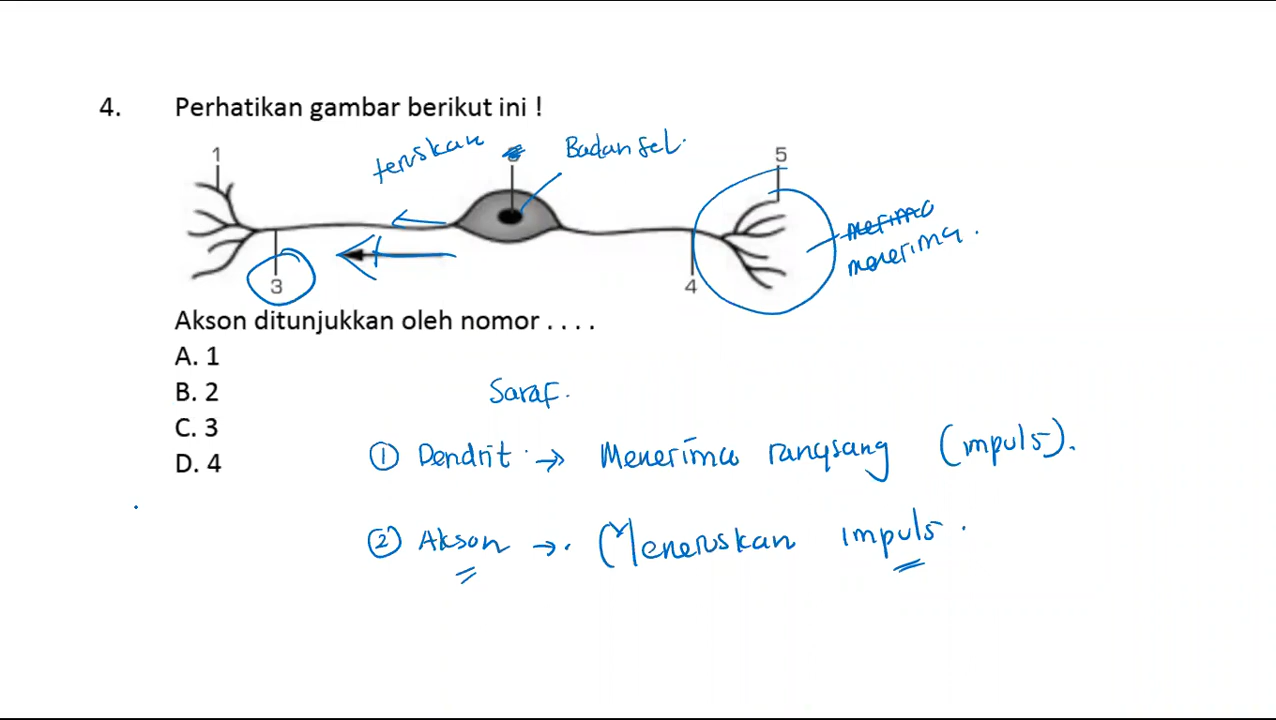 4. Perhatikan gambar berikut ini !
teruskan
Badan sel.
1
5
merima
menerima.
3
4
Akson ditunjukkan oleh nomor . . . .
A. 1
B. 2
C. 3
D. 4
Saraf.
① Dendrit → Menerima rangsang (impuls).
② Akson → Meneruskan impuls.